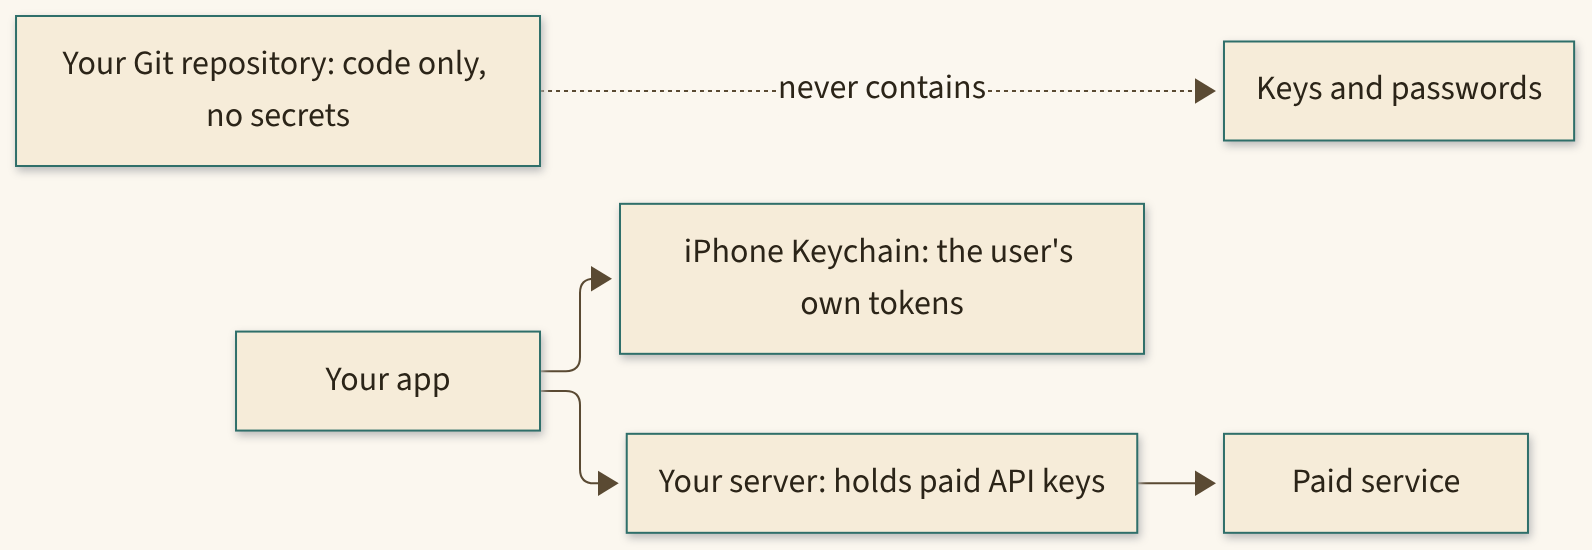 Your Git repository: code only,
no secrets
never contains
Keys and passwords
iPhone Keychain: the user's
own tokens
Your app
Your server: holds paid API keys
Paid service